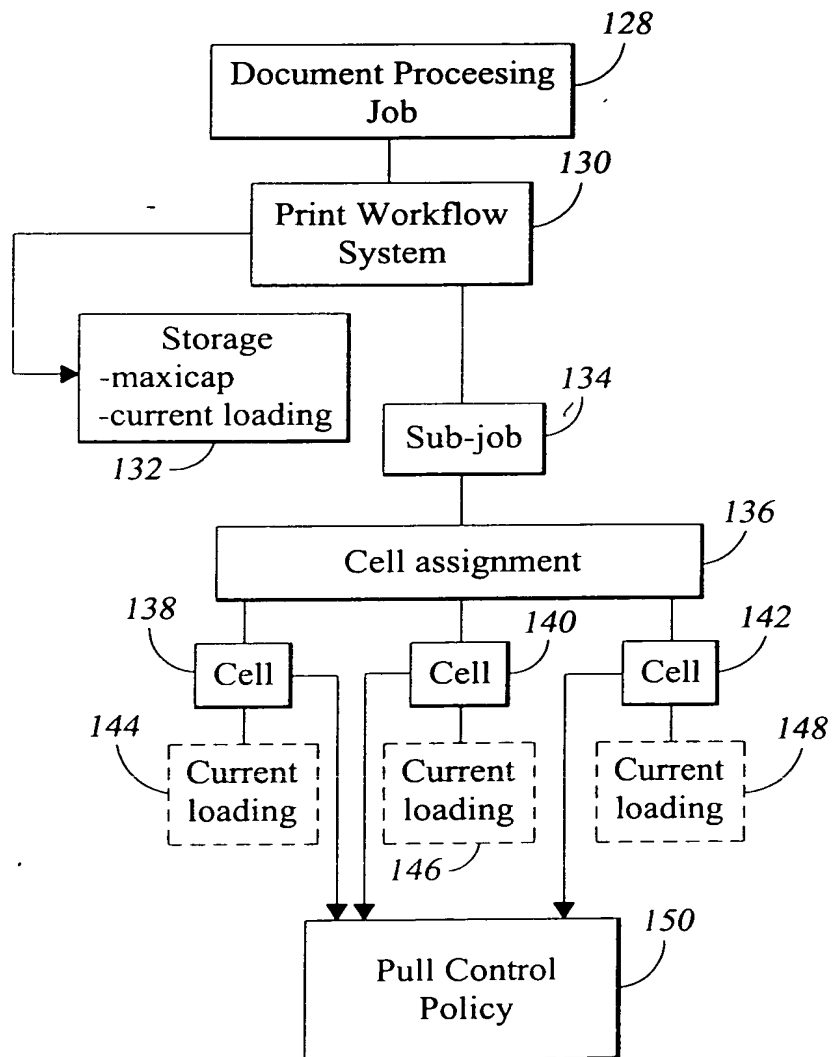 128
Document Proceesing
Job
130
Print Workflow
System
Storage
-maxicap
-current loading
132
134
Sub-job
136
Cell assignment
138
140
142
Cell
Cell
Cell
144
148
Current
loading
Current
loading
Current
loading
146
150
Pull Control
Policy